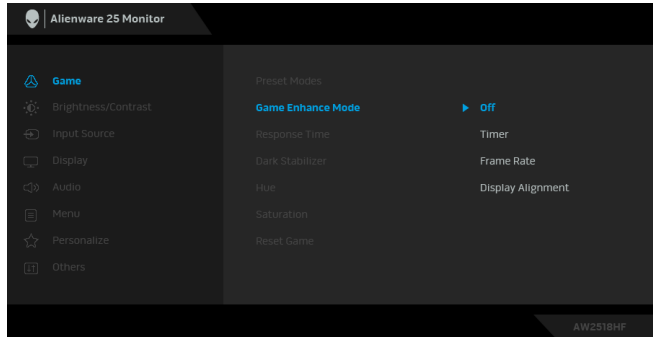 Alienware 25 Monitor
Game
Preset Modes
Brightness/Contrast
Game Enhance Mode
Off
Input Source
Response Time
Timer
Display
Dark Stabilizer
Frame Rate
Audio
Hue
Display Alignment
Menu
Saturation
Personalize
Reset Game
Others
AW2518HF